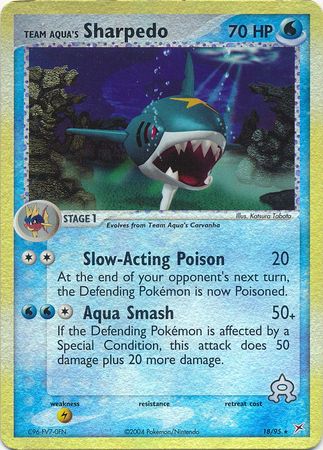 TEAM AQUA'S Sharpedo 70 HP
Illus. Katsura Tabata
STAGE 1
Evolves from Team Aqua's Carvanha
Slow-Acting Poison 20
At the end of your opponent's next turn,
the Defending Pokémon is now Poisoned.
Aqua Smash 50+
If the Defending Pokémon is affected by a
Special Condition, this attack does 50
damage plus 20 more damage.
weakness resistance retreat cost
©2004 Pokémon/Nintendo 18/95 ★